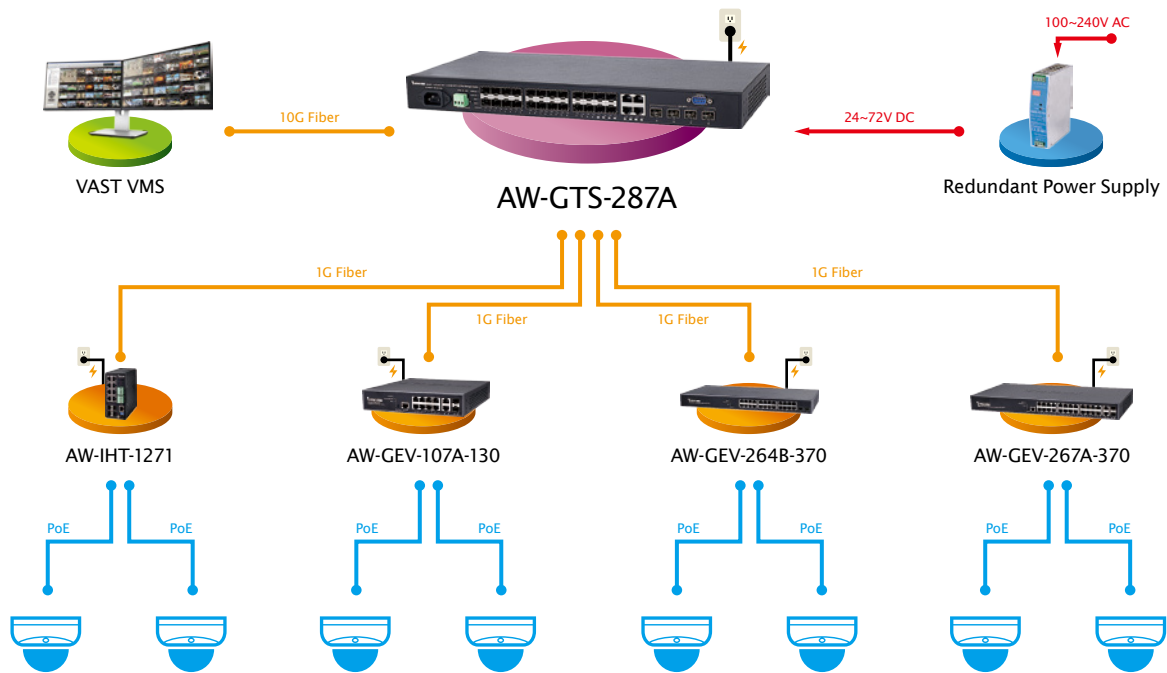 100~240V AC
10G Fiber
24~72V DC
VAST VMS
AW-GTS-287A
Redundant Power Supply
1G Fiber
1G Fiber
1G Fiber
1G Fiber
AW-IHT-1271
AW-GEV-107A-130
AW-GEV-264B-370
AW-GEV-267A-370
PoE
PoE
PoE
PoE
PoE
PoE
PoE
PoE